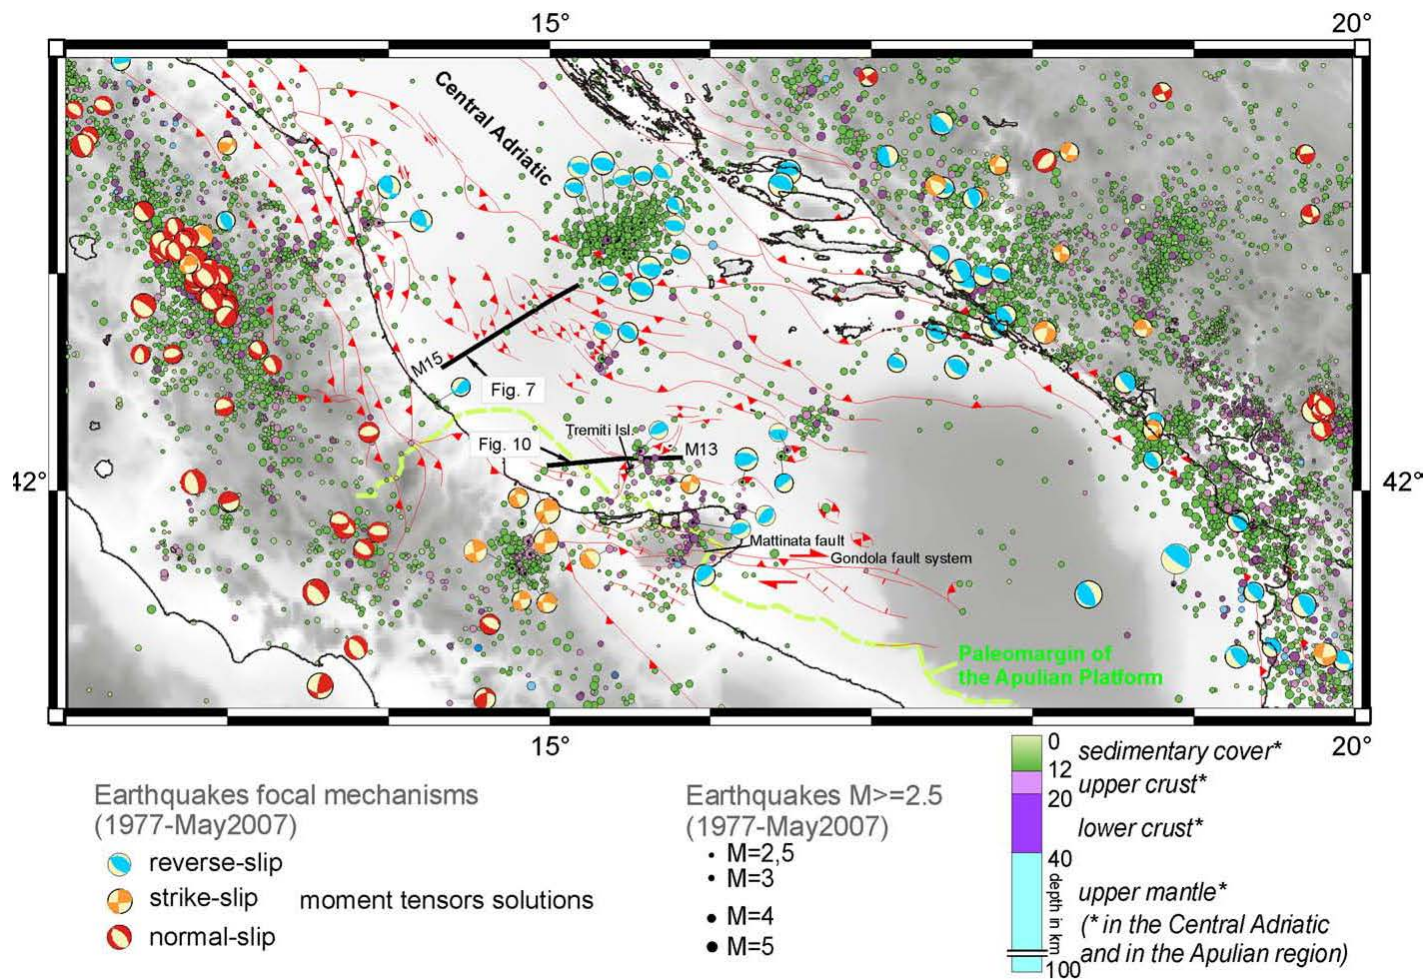 15°
20°
Central Adriatic
M15
Fig. 7
Fig. 10
Tremiti Isl.
M13
42°
42°
Mattinata fault
Gondola fault system
Paleomargin of
the Apulian Platform
15°
20°
Earthquakes focal mechanisms
(1977-May2007)
reverse-slip
strike-slip
normal-slip
moment tensors solutions
Earthquakes M>=2.5
(1977-May2007)
M=2,5
M=3
M=4
M=5
0
12
20
40
100
depth in km
sedimentary cover*
upper crust*
lower crust*
upper mantle*
(* in the Central Adriatic
and in the Apulian region)